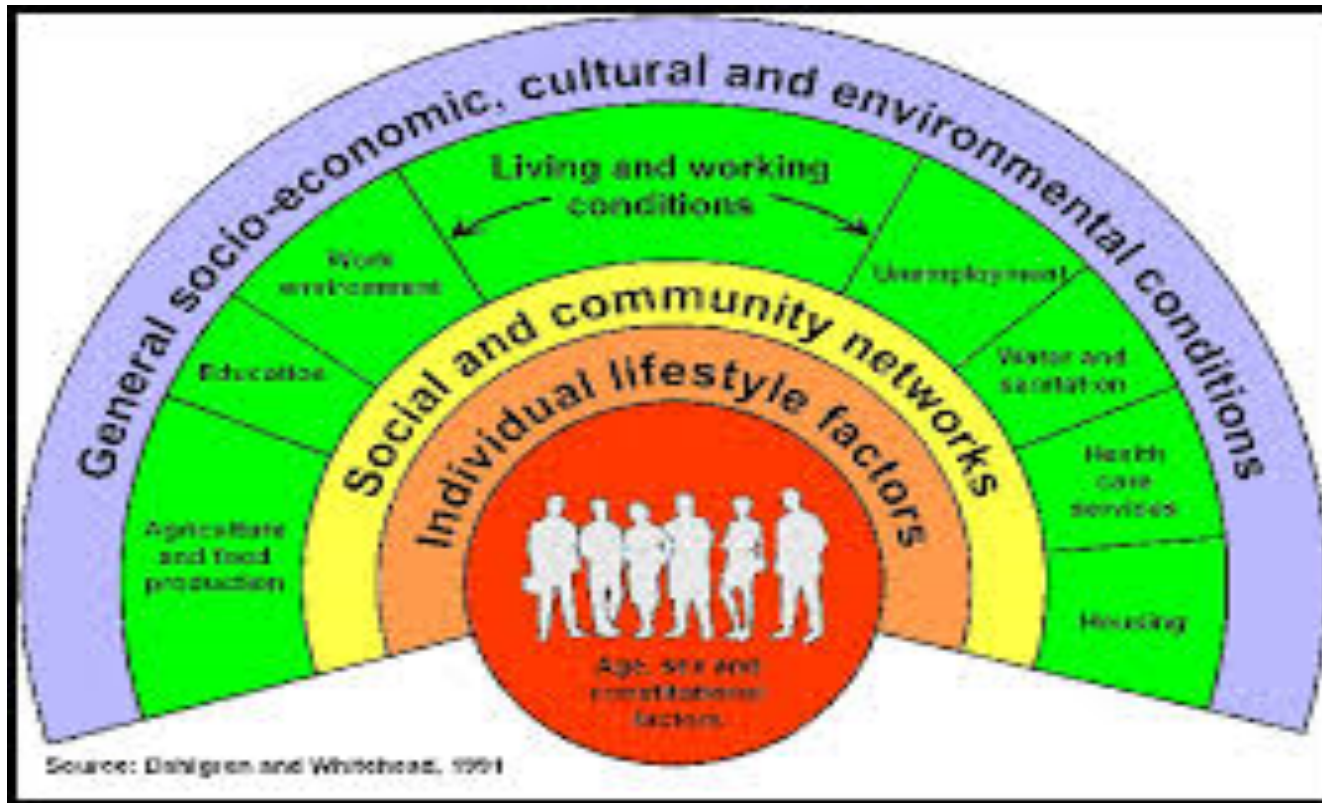 General socio-economic, cultural and environmental conditions
Living and working
conditions
Work
environment
Education
Agriculture
and food
production
Unemployment
Water and
sanitation
Health
care
services
Housing
Social and community networks
Individual lifestyle factors
Age, sex and
constitutional
factors
Source: Dahlgren and Whitehead, 1991